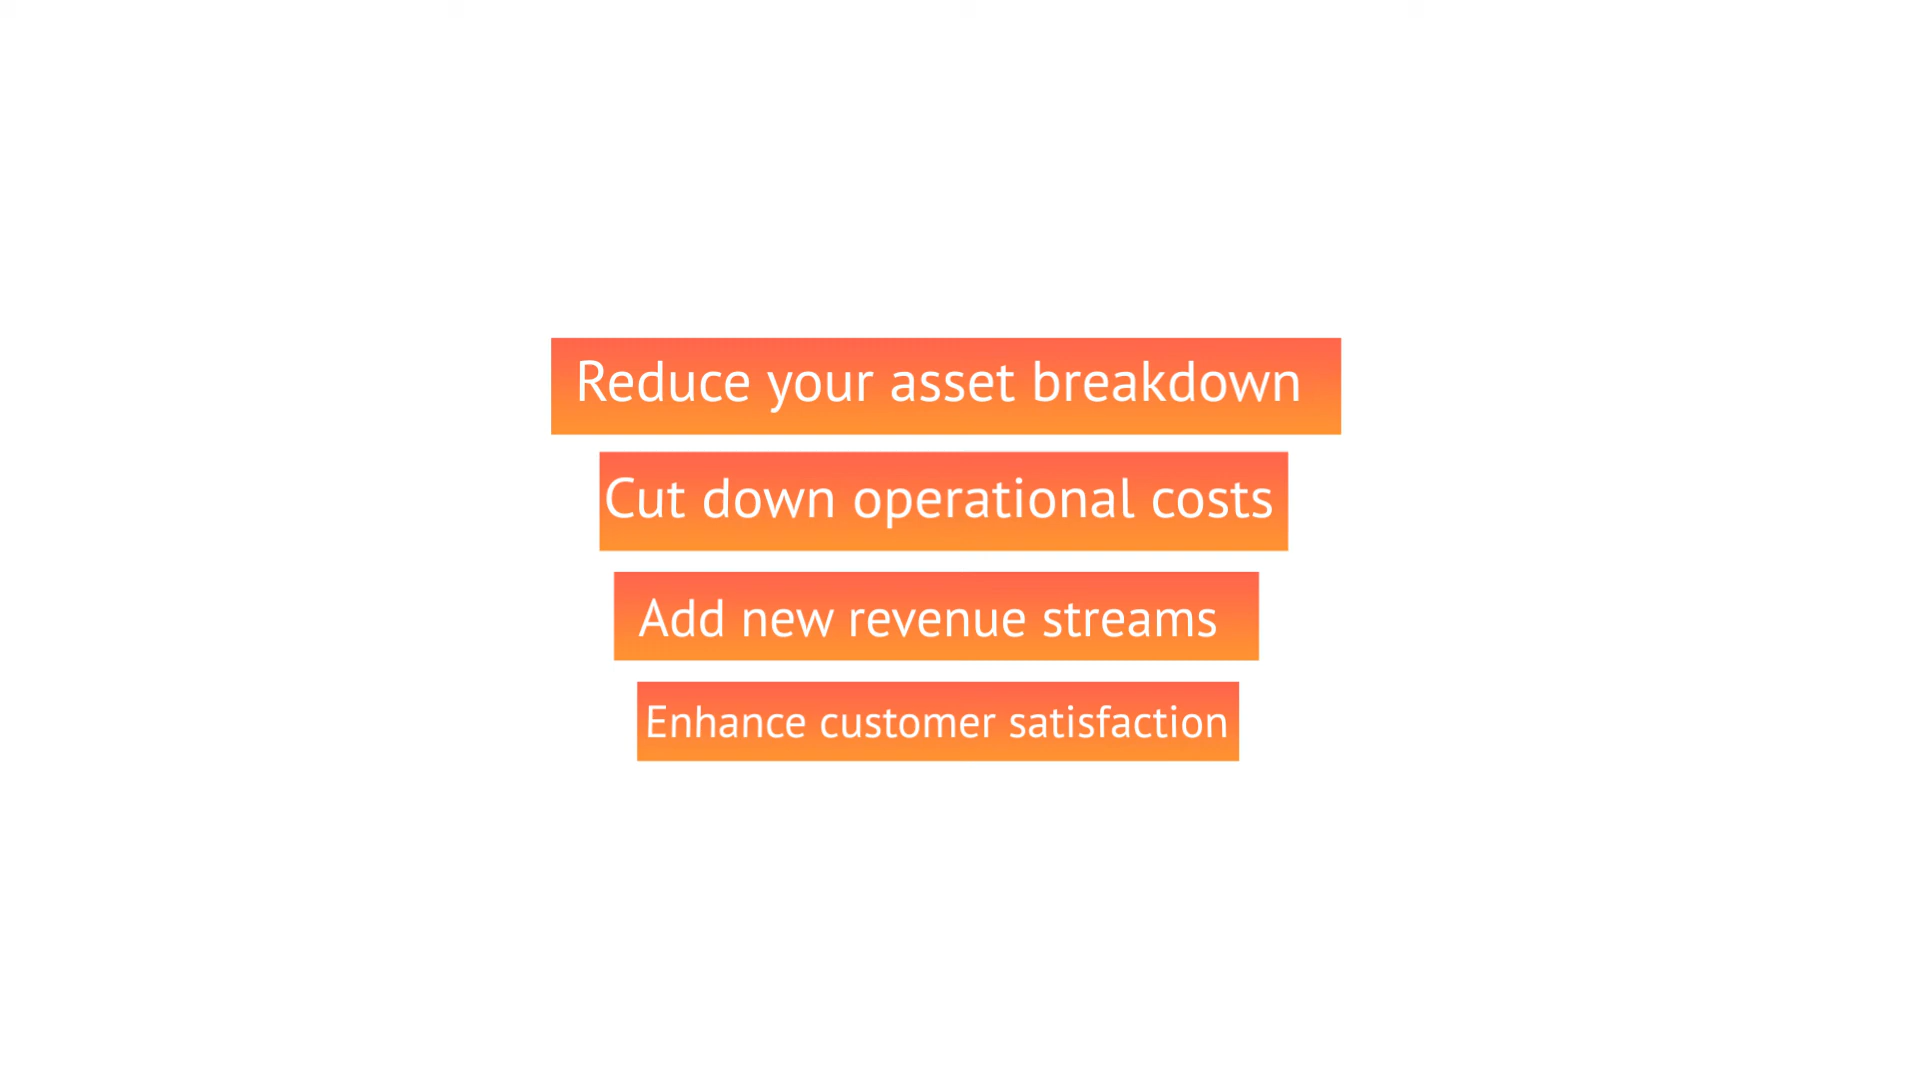 Reduce your asset breakdown
Cut down operational costs
Add new revenue streams
Enhance customer satisfaction